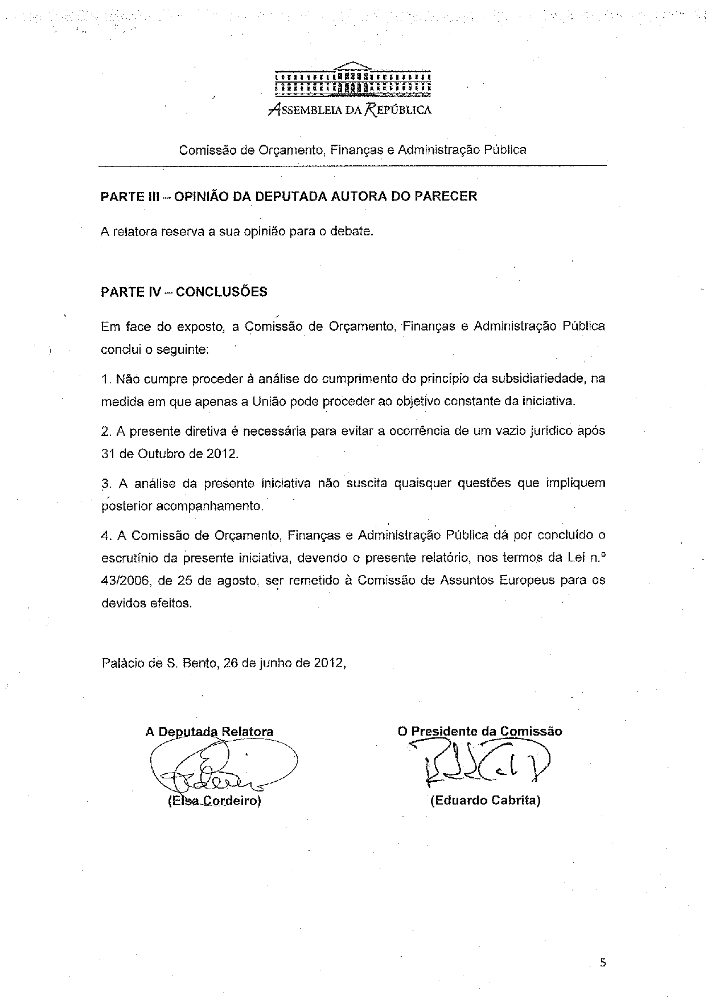 ASSEMBLEIA DA REPÚBLICA
Comissão de Orçamento, Finanças e Administração Pública
PARTE III – OPINIÃO DA DEPUTADA AUTORA DO PARECER
A relatora reserva a sua opinião para o debate.
PARTE IV – CONCLUSÕES
Em face do exposto, a Comissão de Orçamento, Finanças e Administração Pública
conclui o seguinte:
1. Não cumpre proceder à análise do cumprimento do princípio da subsidiariedade, na
medida em que apenas a União pode proceder ao objetivo constante da iniciativa.
2. A presente diretiva é necessária para evitar a ocorrência de um vazio jurídico após
31 de Outubro de 2012.
3. A análise da presente iniciativa não suscita quaisquer questões que impliquem
posterior acompanhamento.
4. A Comissão de Orçamento, Finanças e Administração Pública dá por concluído o
escrutínio da presente iniciativa, devendo o presente relatório, nos termos da Lei n.º
43/2006, de 25 de agosto, ser remetido à Comissão de Assuntos Europeus para os
devidos efeitos.
Palácio de S. Bento, 26 de junho de 2012,
A Deputada Relatora O Presidente da Comissão
(Elsa Cordeiro) (Eduardo Cabrita)
5